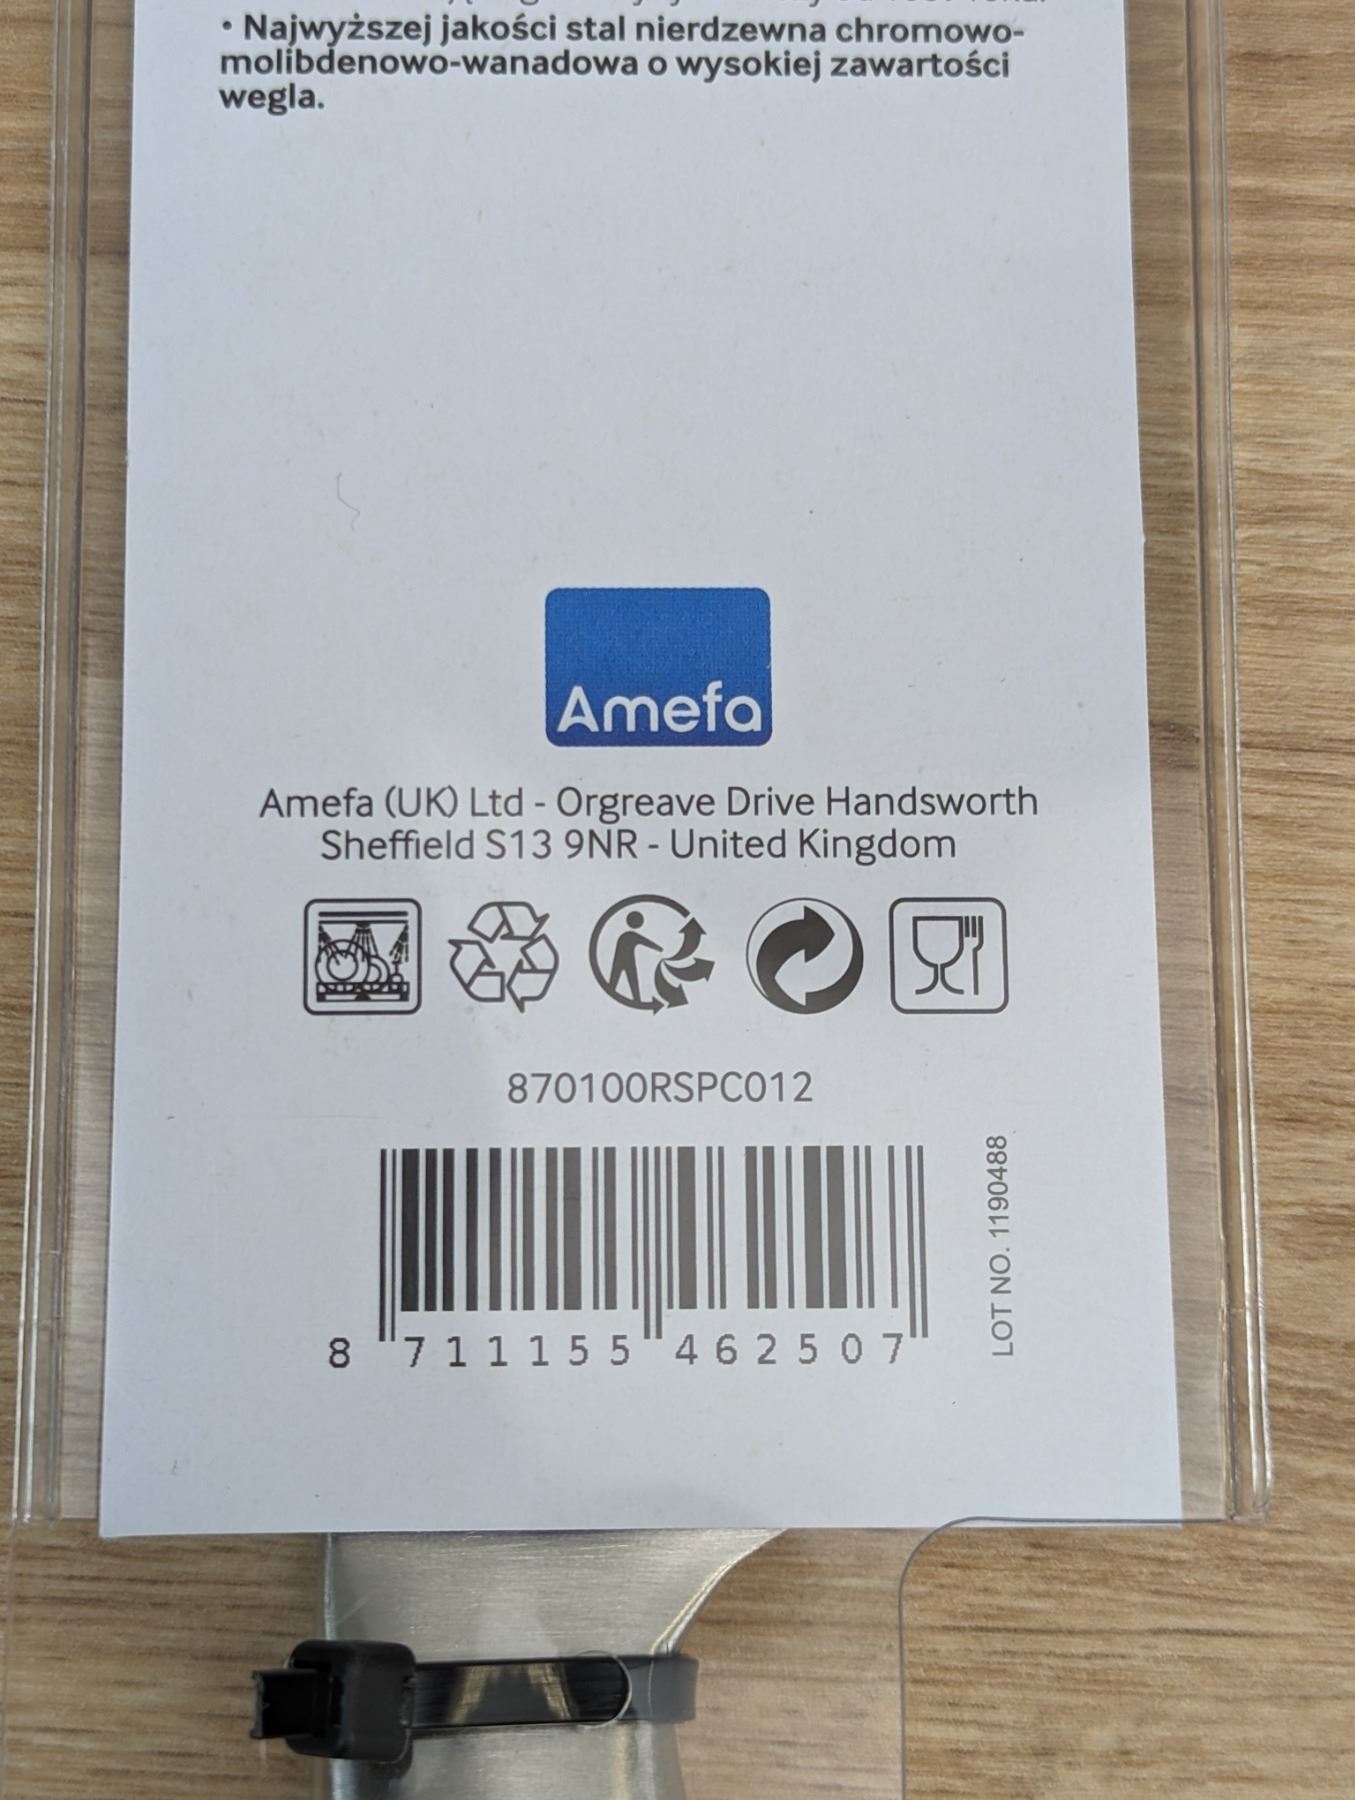 • Najwyższej jakości stal nierdzewna chromowo-
molibdenowo-wanadowa o wysokiej zawartości
wegla.
Amefa
Amefa (UK) Ltd - Orgreave Drive Handsworth
Sheffield S13 9NR - United Kingdom
870100RSPC012
8 711155 462507
LOT NO. 1190488